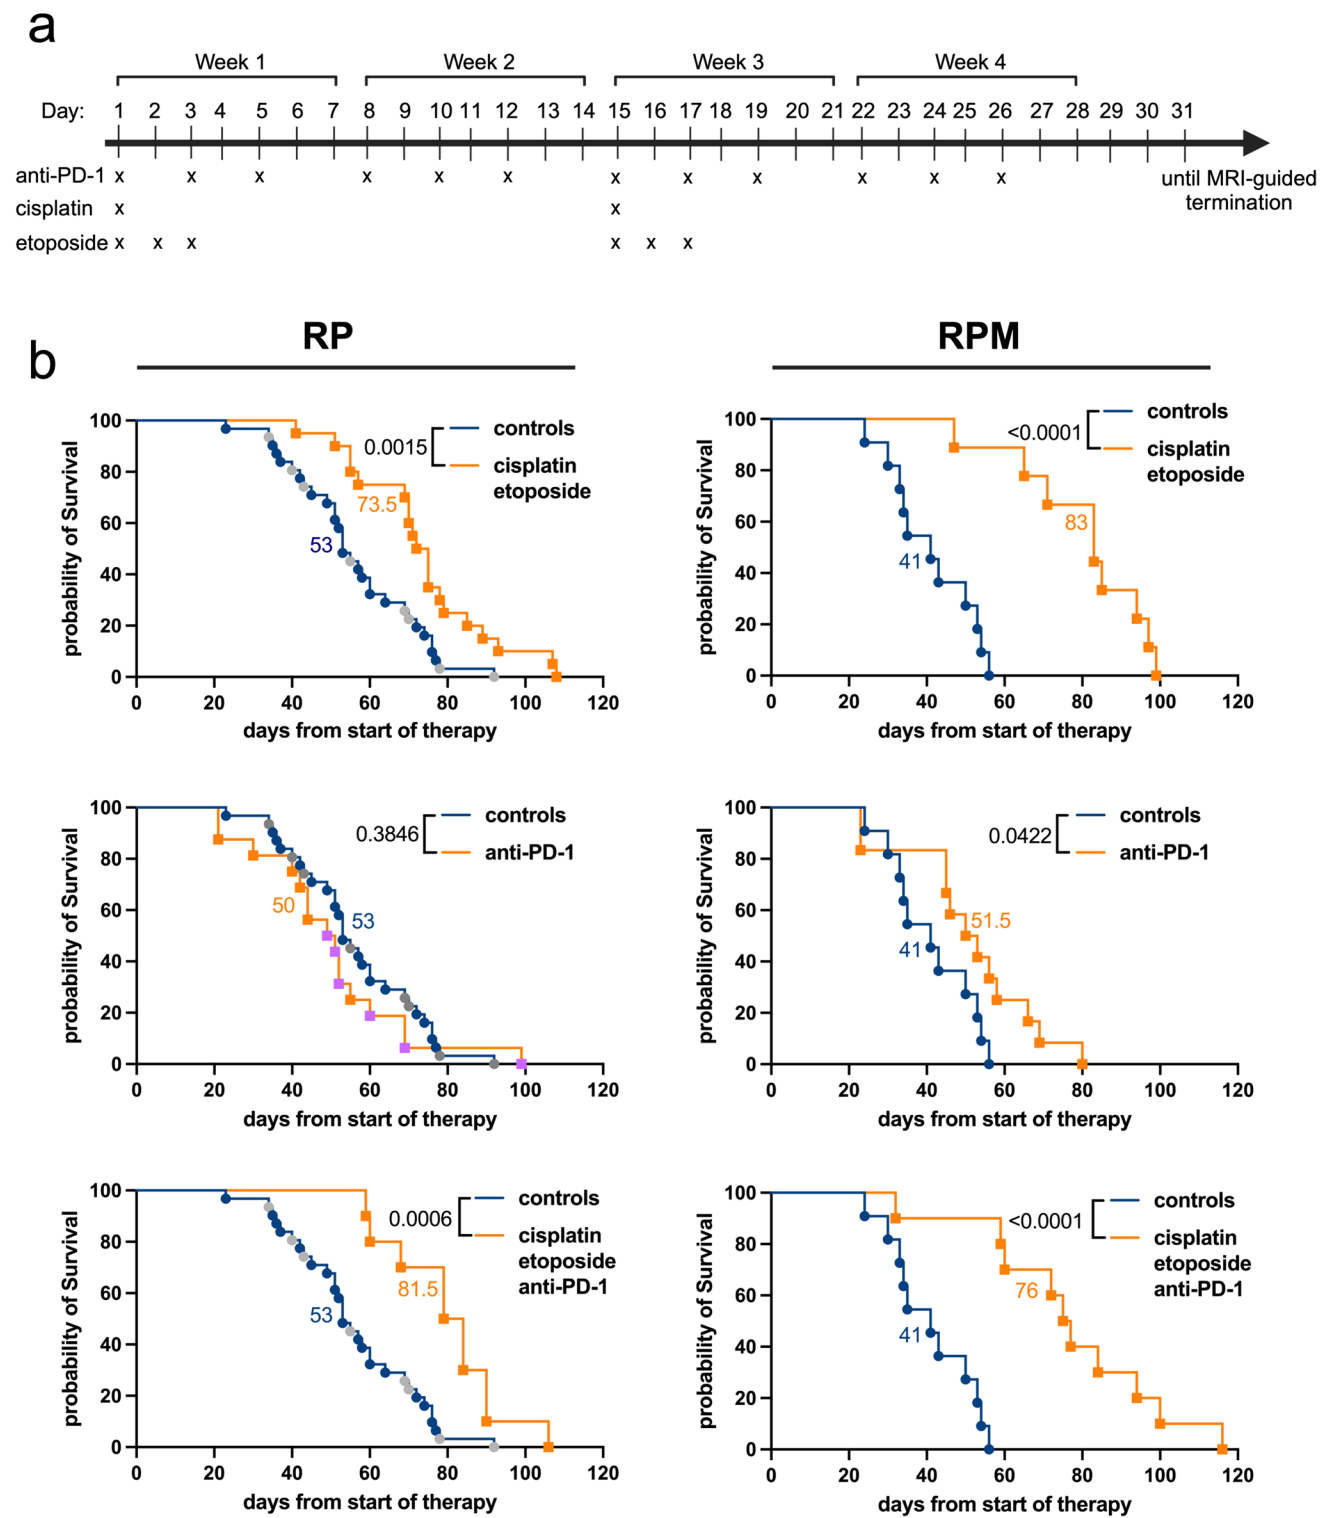 a
Week 1 Week 2 Week 3 Week 4
Day: 1 2 3 4 5 6 7 8 9 10 11 12 13 14 15 16 17 18 19 20 21 22 23 24 25 26 27 28 29 30 31
anti-PD-1 x x x x x x x x x x x x until MRI-guided
termination
cisplatin x x
etoposide x x x x x x
b
RP
RPM
probability of Survival
100
80
60
40
20
0
0 20 40 60 80 100 120
days from start of therapy
0.0015
controls
cisplatin
etoposide
73.5
53
probability of Survival
100
80
60
40
20
0
0 20 40 60 80 100 120
days from start of therapy
<0.0001
controls
cisplatin
etoposide
83
41
probability of Survival
100
80
60
40
20
0
0 20 40 60 80 100 120
days from start of therapy
0.3846
controls
anti-PD-1
50
53
probability of Survival
100
80
60
40
20
0
0 20 40 60 80 100 120
days from start of therapy
0.0422
controls
anti-PD-1
51.5
41
probability of Survival
100
80
60
40
20
0
0 20 40 60 80 100 120
days from start of therapy
0.0006
controls
cisplatin
etoposide
anti-PD-1
81.5
53
probability of Survival
100
80
60
40
20
0
0 20 40 60 80 100 120
days from start of therapy
<0.0001
controls
cisplatin
etoposide
anti-PD-1
76
41